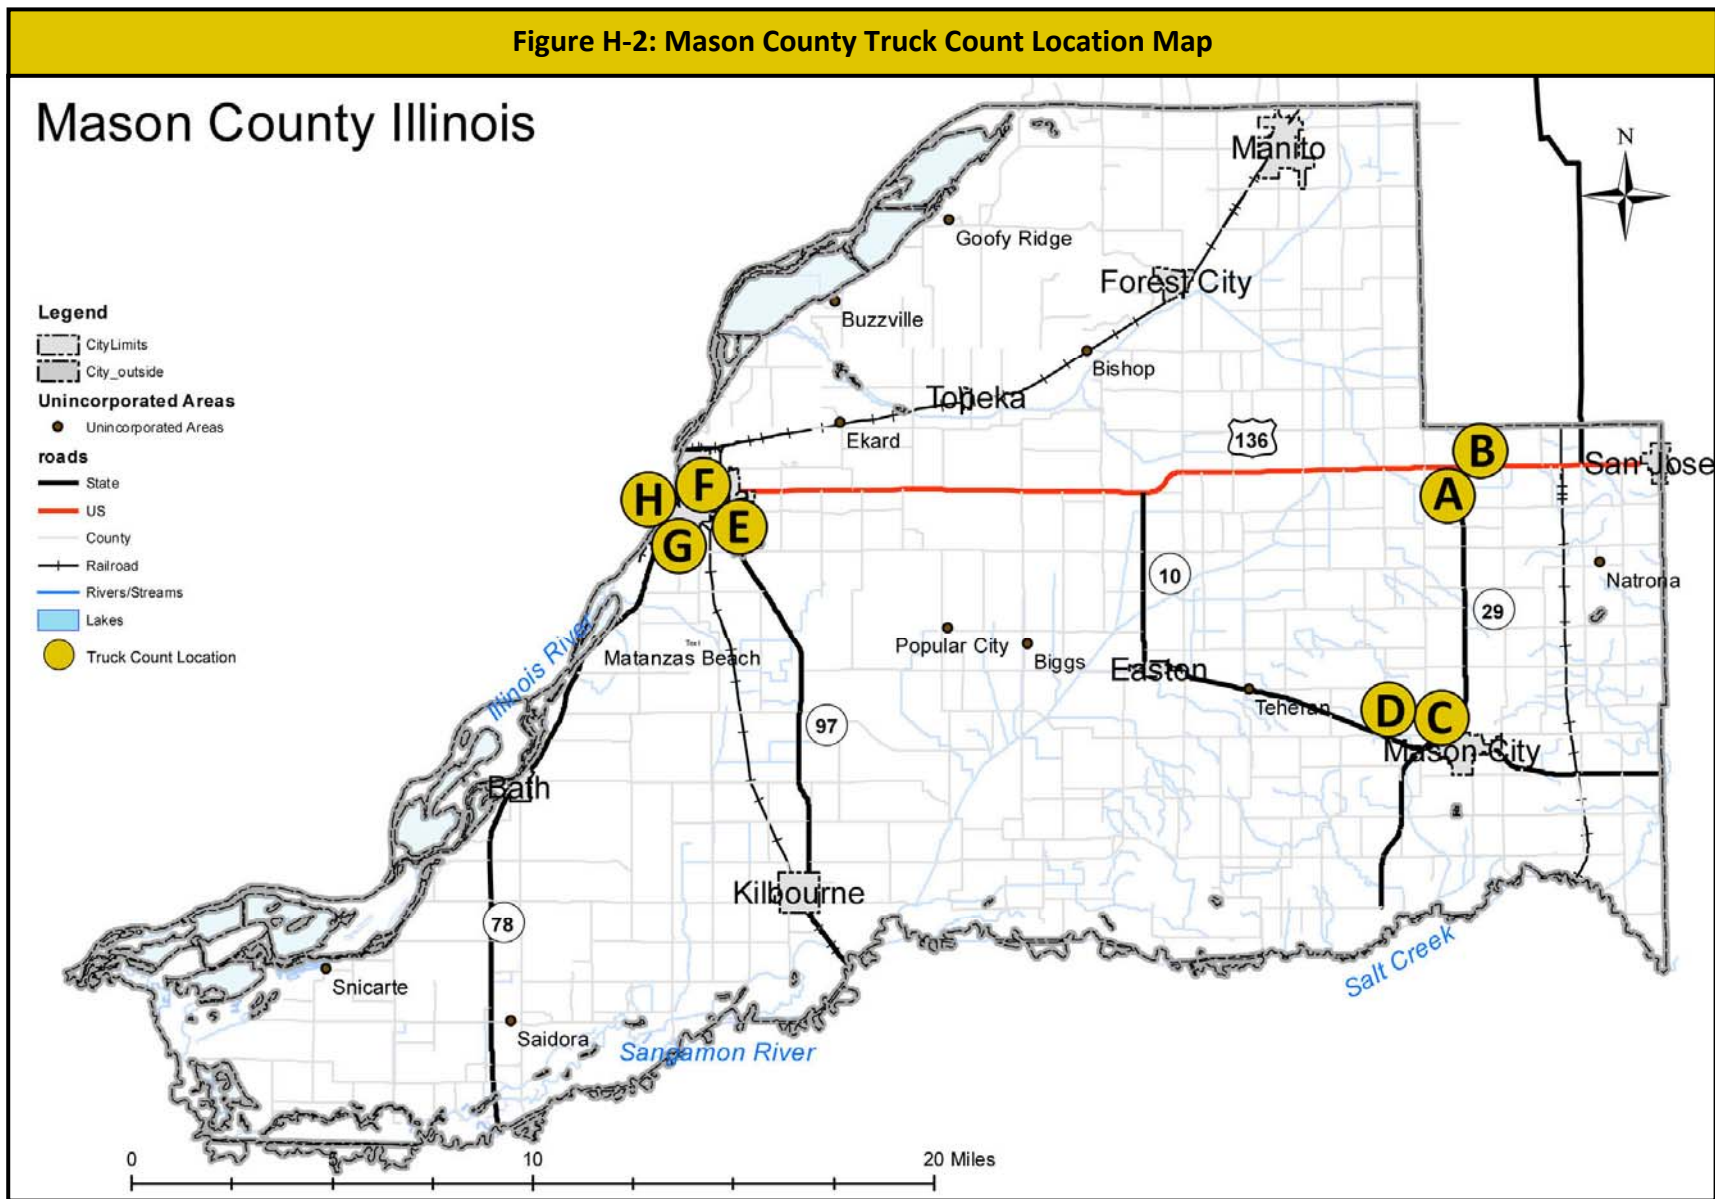 Figure H-2: Mason County Truck Count Location Map
Mason County Illinois
N
Manito
Goofy Ridge
Forest City
Legend
CityLimits
City_outside
Unincorporated Areas
Unincorporated Areas
roads
State
US
County
Railroad
Rivers/Streams
Lakes
Truck Count Location
Buzzville
Bishop
Topeka
Ekard
136
B
San Jose
A
F
H
E
G
10
Natrona
29
Illinois River
Text
Matanzas Beach
Popular City
Biggs
Easton
Teheran
D
C
97
Mason City
Bath
Kilbourne
78
Salt Creek
Snicarte
Saidora
Sangamon River
0
5
10
20 Miles